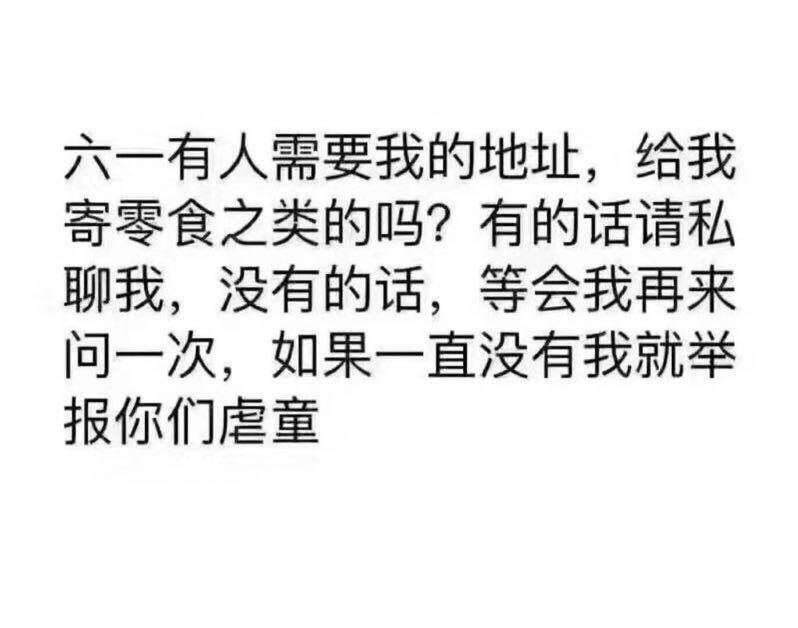 六一有人需要我的地址，给我
寄零食之类的吗？有的话请私
聊我，没有的话，等会我再来
问一次，如果一直没有我就举
报你们虐童